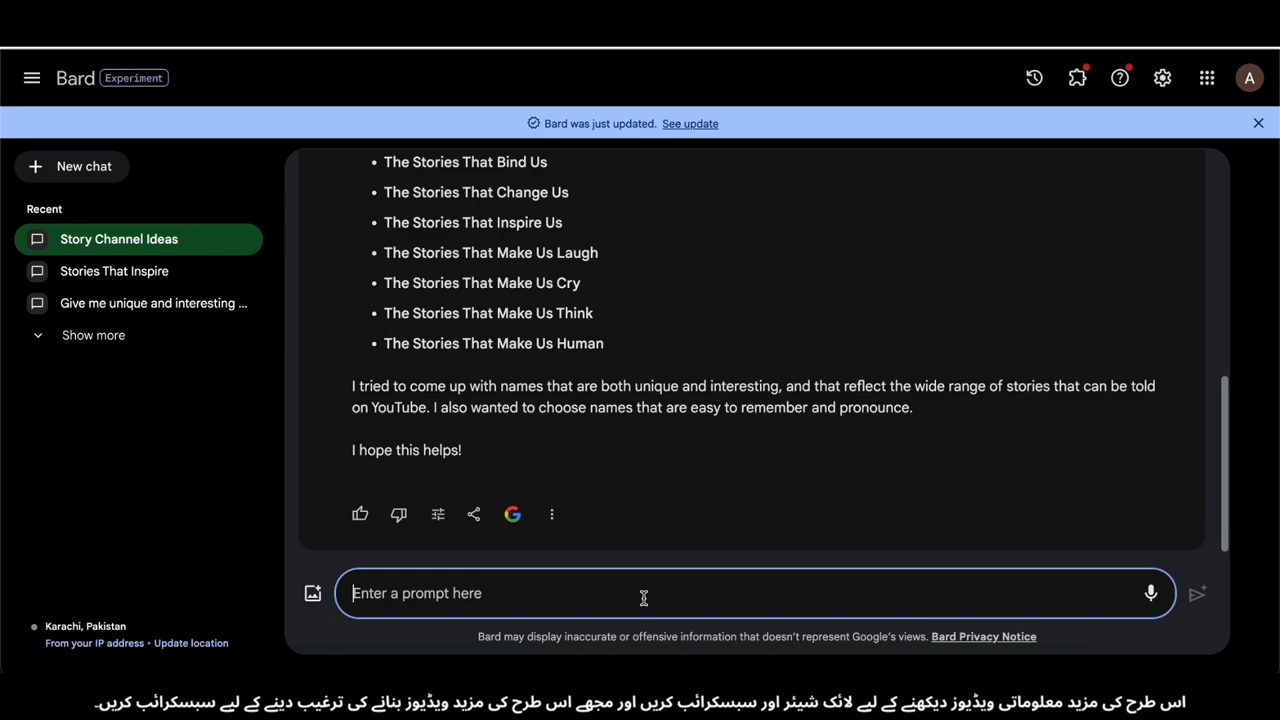 Bard Experiment
A
Bard was just updated. See update
New chat
Recent
Story Channel Ideas
Stories That Inspire
Give me unique and interesting ...
Show more
• The Stories That Bind Us
• The Stories That Change Us
• The Stories That Inspire Us
• The Stories That Make Us Laugh
• The Stories That Make Us Cry
• The Stories That Make Us Think
• The Stories That Make Us Human
I tried to come up with names that are both unique and interesting, and that reflect the wide range of stories that can be told
on YouTube. I also wanted to choose names that are easy to remember and pronounce.
I hope this helps!
Enter a prompt here
Karachi, Pakistan
From your IP address • Update location
Bard may display inaccurate or offensive information that doesn't represent Google's views. Bard Privacy Notice
اس طرح کی مزید معلوماتی ویڈیوز دیکھنے کے لیے لائک شیئر اور سبسکرائب کریں اور مجھے اس طرح کی مزید ویڈیوز بنانے کی ترغیب دینے کے لیے سبسکرائب کریں۔